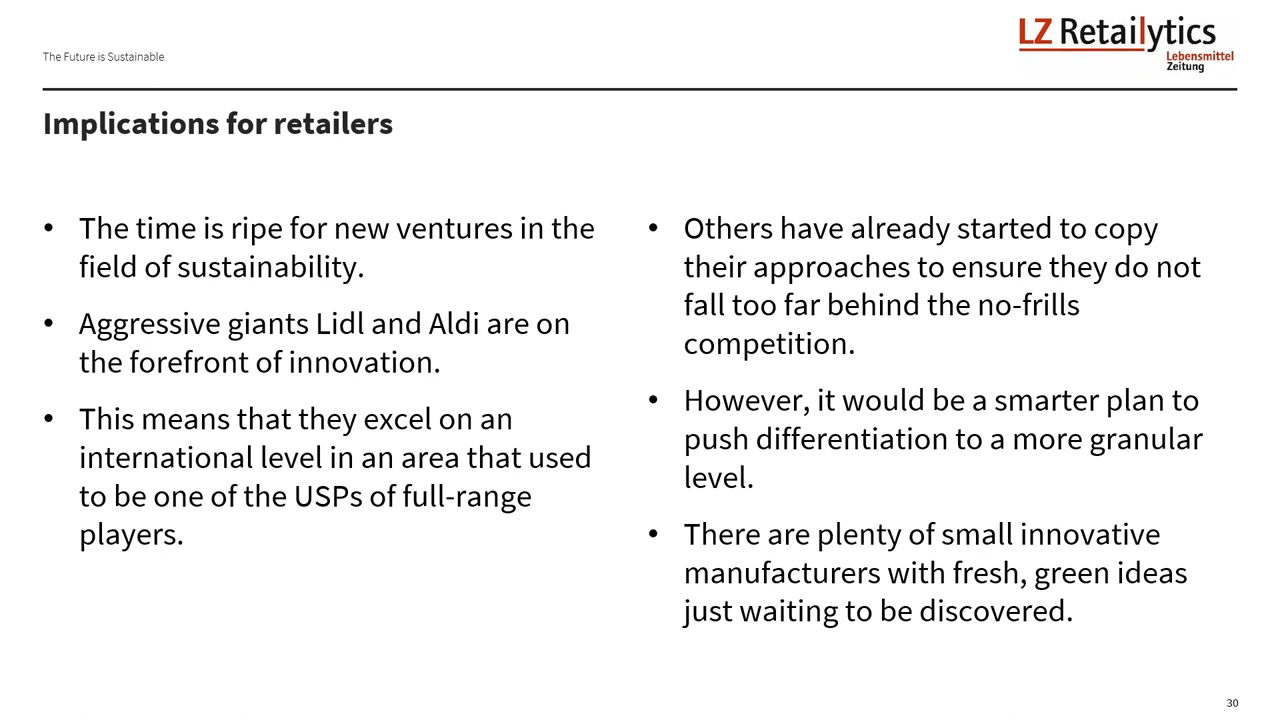 The Future is Sustainable
LZ Retailytics
Lebensmittel
Zeitung
Implications for retailers
• The time is ripe for new ventures in the
field of sustainability.
• Aggressive giants Lidl and Aldi are on
the forefront of innovation.
• This means that they excel on an
international level in an area that used
to be one of the USPs of full-range
players.
• Others have already started to copy
their approaches to ensure they do not
fall too far behind the no-frills
competition.
• However, it would be a smarter plan to
push differentiation to a more granular
level.
• There are plenty of small innovative
manufacturers with fresh, green ideas
just waiting to be discovered.
30